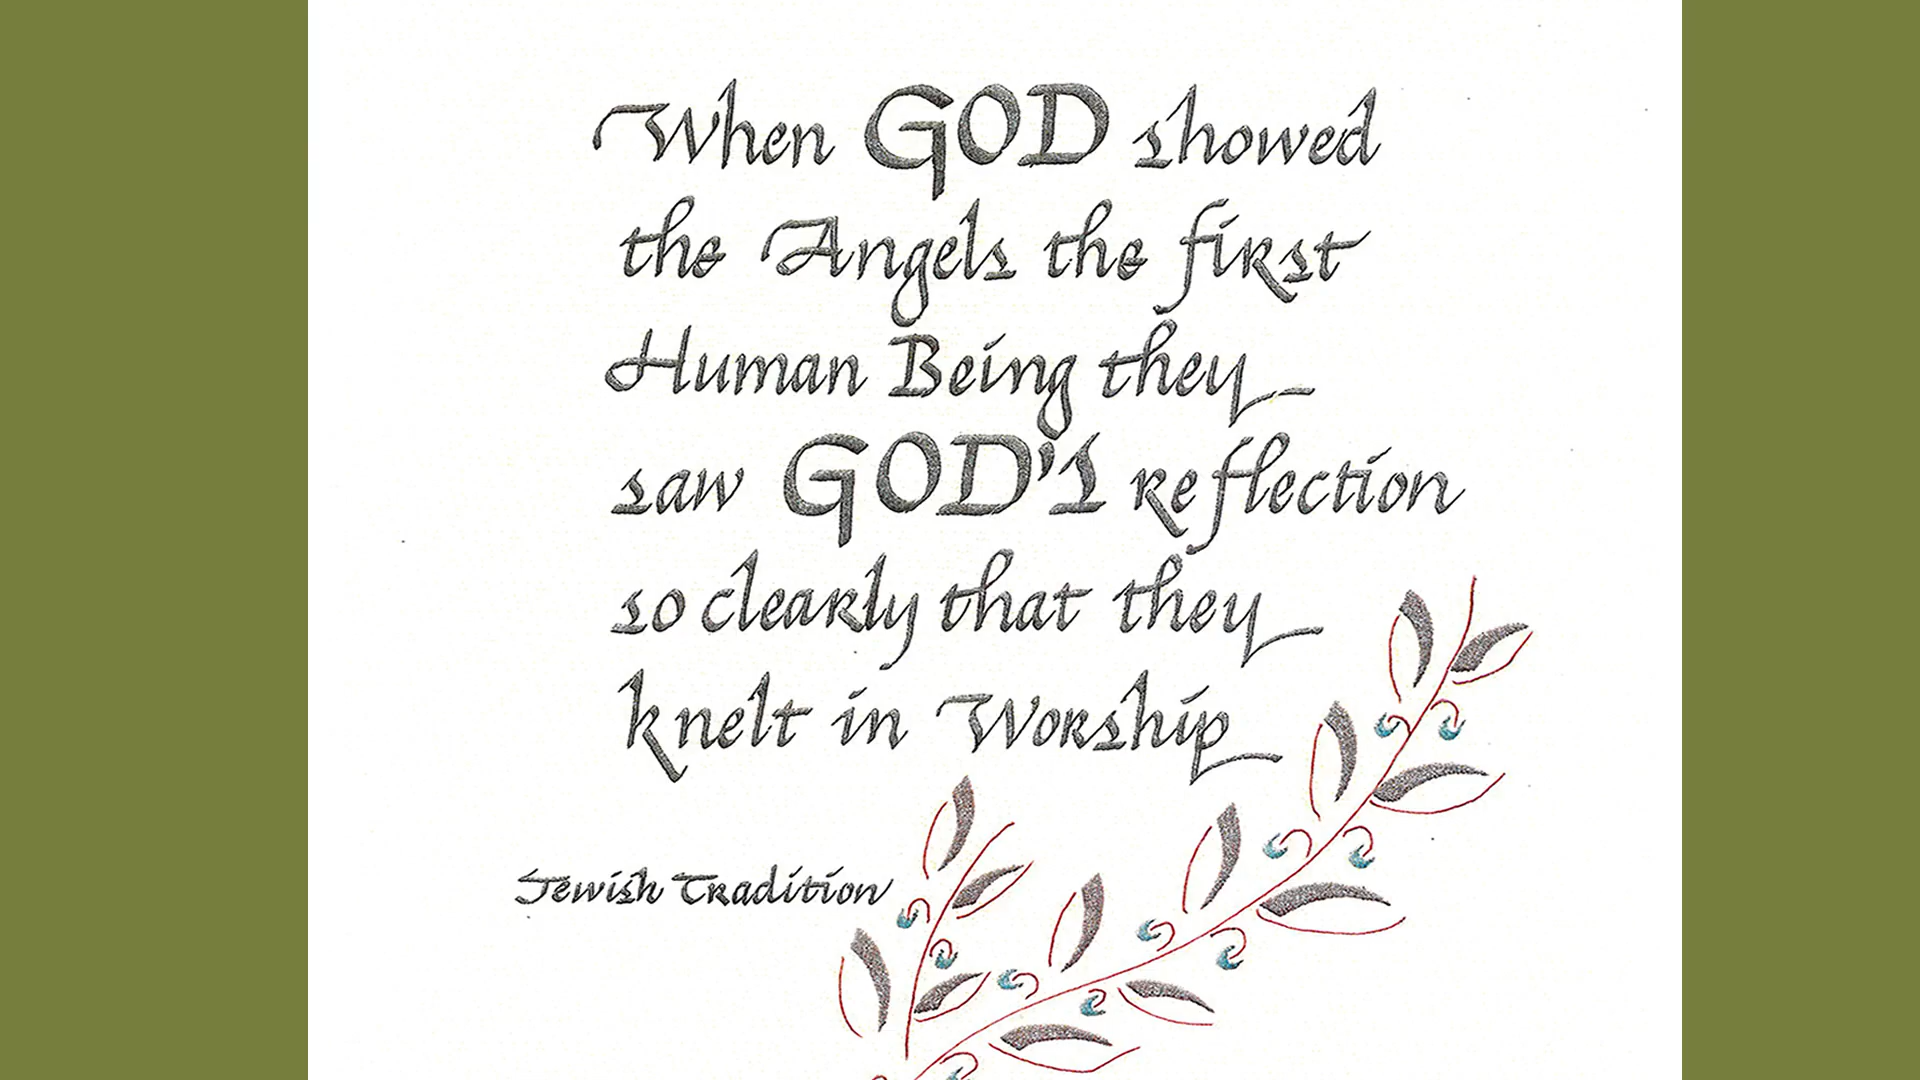 When GOD showed
the Angels the first
Human Being they
saw GOD's reflection
so clearly that they
knelt in Worship
Jewish Tradition